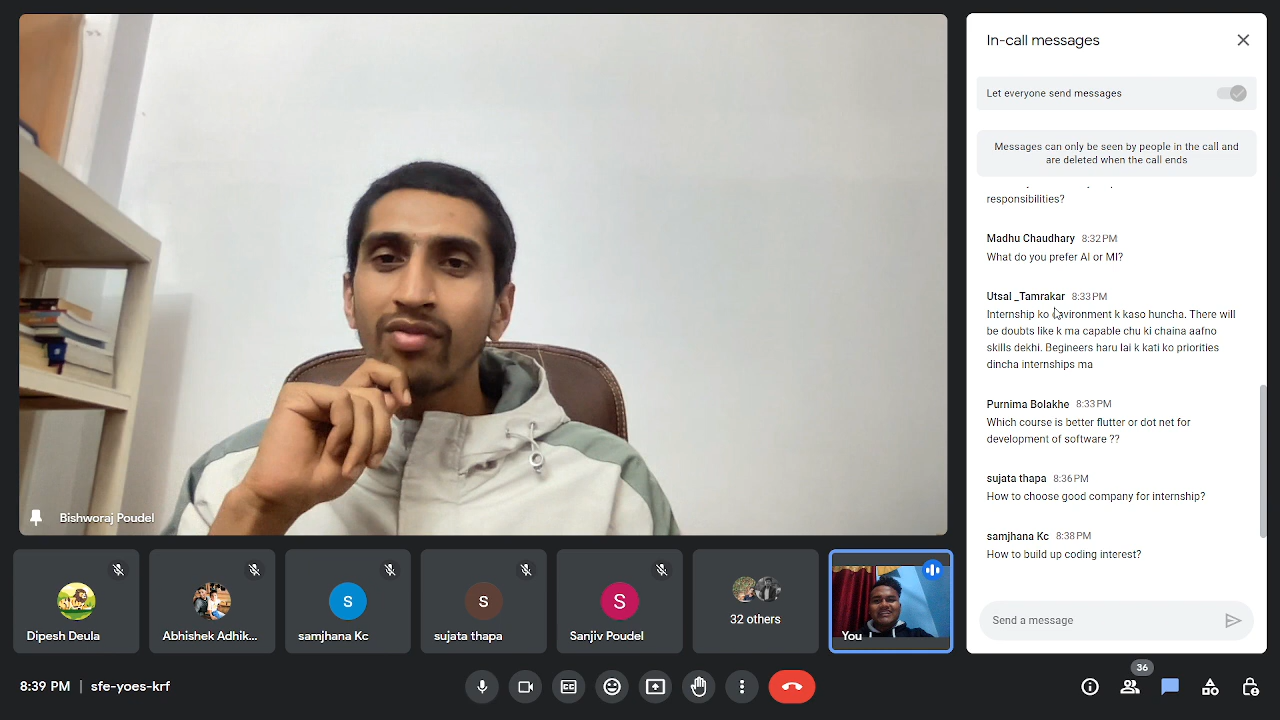 In-call messages
Let everyone send messages
Messages can only be seen by people in the call and
are deleted when the call ends
responsibilities?
Madhu Chaudhary 8:32 PM
What do you prefer AI or MI?
Utsal _Tamrakar 8:33 PM
Internship ko environment k kaso huncha. There will
be doubts like k ma capable chu ki chaina aafno
skills dekhi. Begineers haru lai k kati ko priorities
dincha internships ma
Purnima Bolakhe 8:33 PM
Which course is better flutter or dot net for
development of software ??
sujata thapa 8:36 PM
How to choose good company for internship?
samjhana Kc 8:38 PM
How to build up coding interest?
Send a message
Bishworaj Poudel
Dipesh Deula
Abhishek Adhik...
S
samjhana Kc
S
sujata thapa
S
Sanjiv Poudel
32 others
You
8:39 PM | sfe-yoes-krf
36